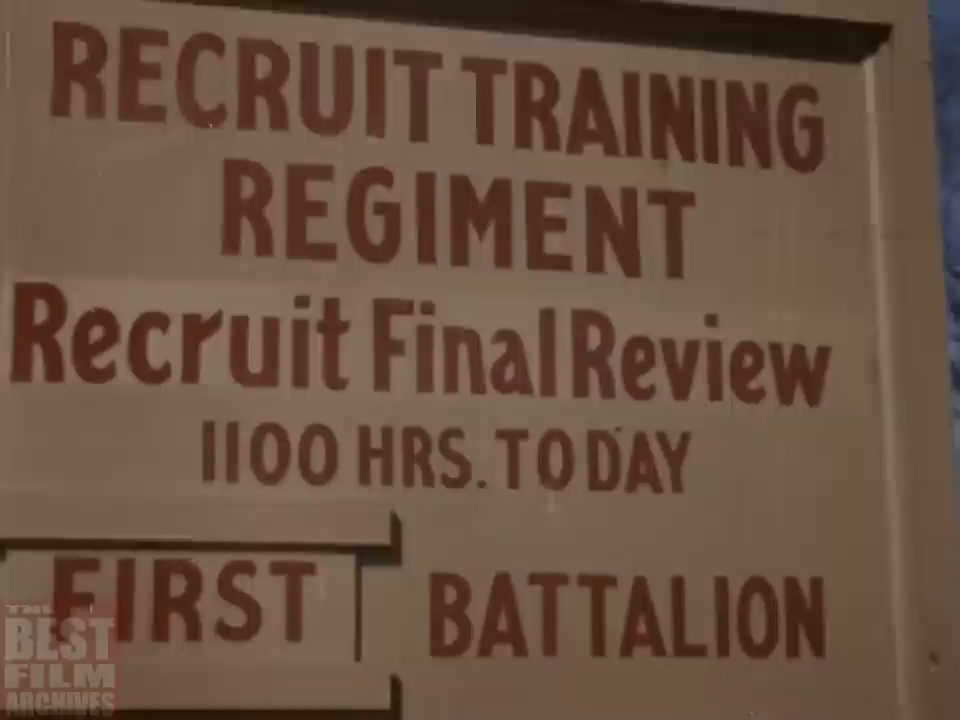 RECRUIT TRAINING
REGIMENT
Recruit Final Review
1100 HRS. TODAY
FIRST BATTALION
THE
BEST
FILM
ARCHIVES